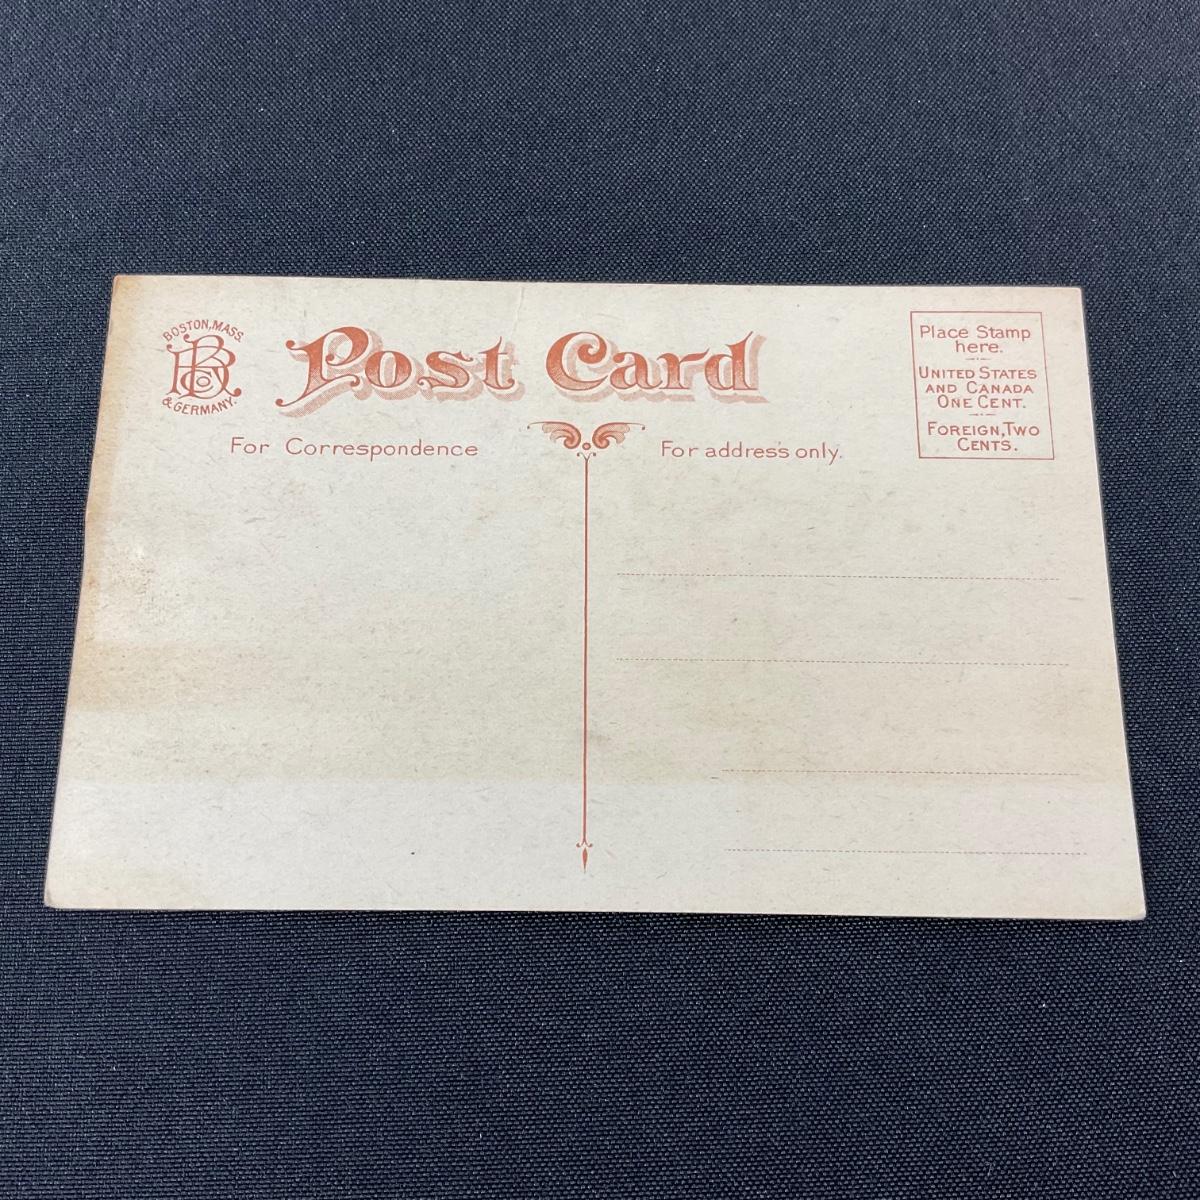 BOSTON, MASS.
BR Co
& GERMANY.
Post Card
For Correspondence
For address only.
Place Stamp
here.
UNITED STATES
AND CANADA
ONE CENT.
FOREIGN, TWO
CENTS.